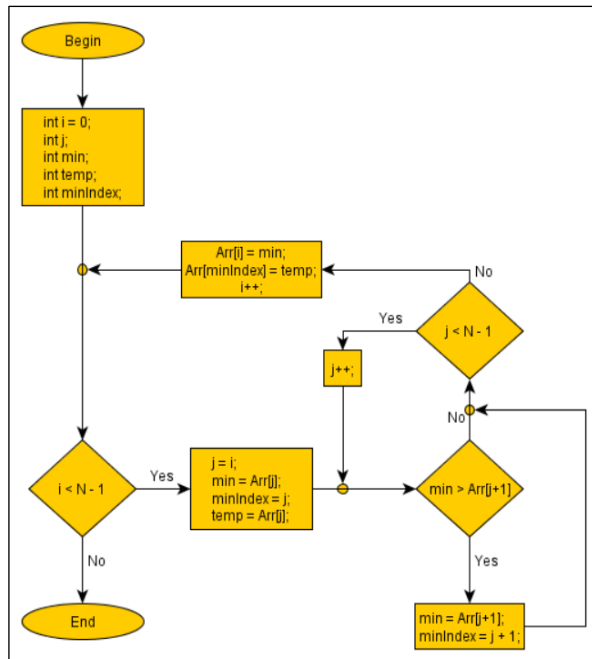 Begin
int i = 0;
int j;
int min;
int temp;
int minIndex;
Arr[i] = min;
Arr[minIndex] = temp;
i++;
No
j < N - 1
Yes
j++;
No
i < N - 1
Yes
j = i;
min = Arr[j];
minIndex = j;
temp = Arr[j];
min > Arr[j+1]
No
Yes
End
min = Arr[j+1];
minIndex = j + 1;